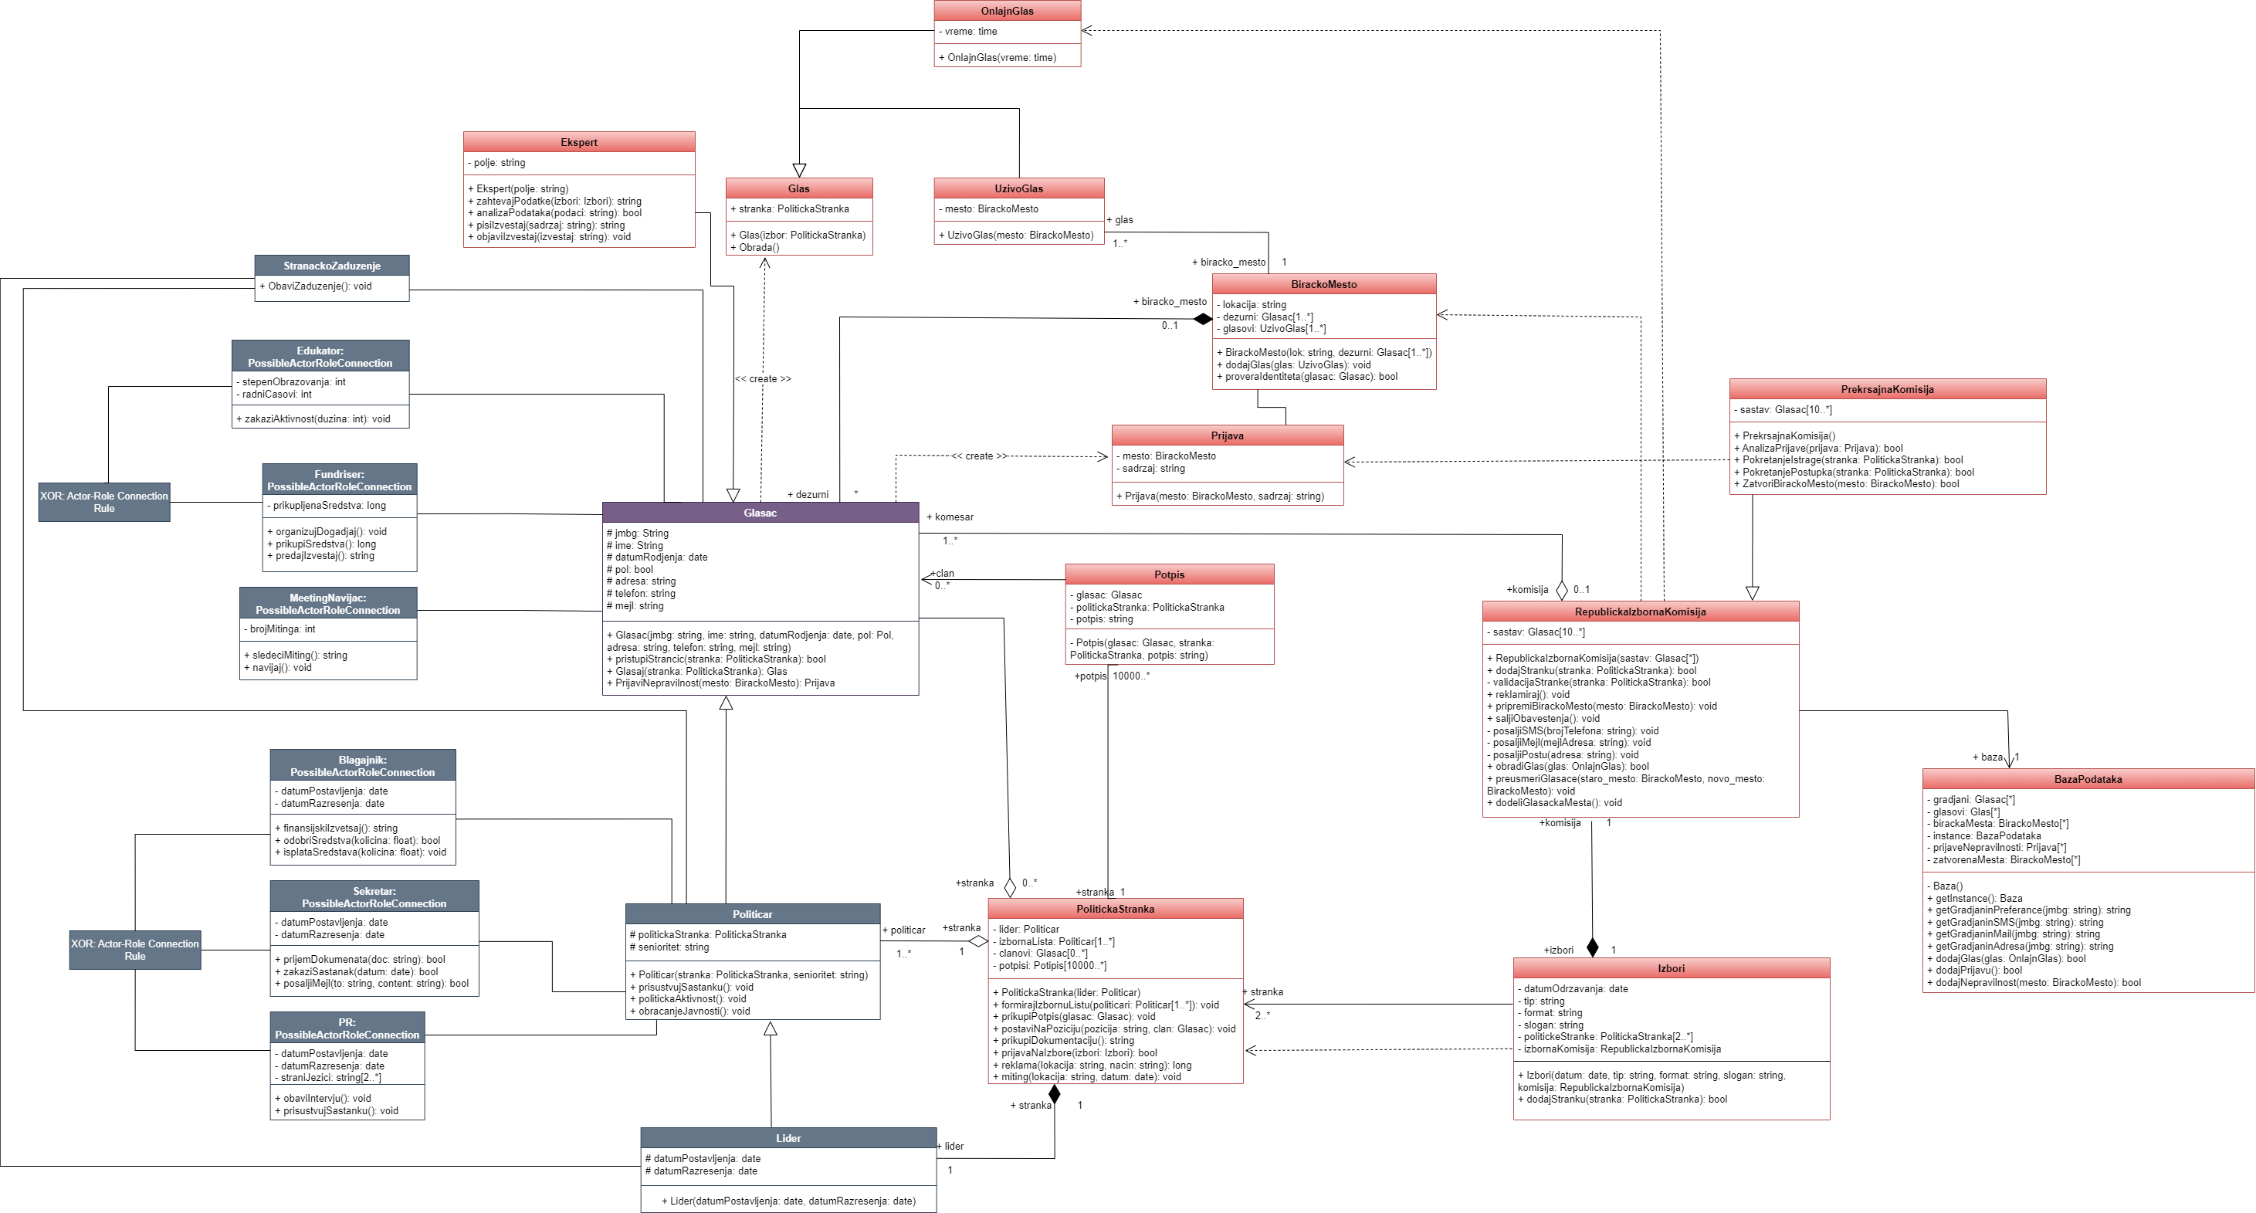 OnlajnGlas
- vreme: time
+ OnlajnGlas(vreme: time)
Ekspert
- polje: string
+ Ekspert(polje: string)
+ zahtevajPodatke(izbori: Izbori): string
+ analizaPodataka(podaci: string): bool
+ pisiIzvestaj(sadrzaj: string): string
+ objaviIzvestaj(izvestaj: string): void
Glas
+ stranka: PolitickaStranka
+ Glas(izbor: PolitickaStranka)
+ Obrada()
UzivoGlas
- mesto: BirackoMesto
+ UzivoGlas(mesto: BirackoMesto)
+ glas
1..*
+ biracko_mesto
1
StranackoZaduzenje
+ ObaviZaduzenje(): void
BirackoMesto
- lokacija: string
- dezurni: Glasac[1..*]
- glasovi: UzivoGlas[1..*]
+ BirackoMesto(lok: string, dezurni: Glasac[1..*])
+ dodajGlas(glas: UzivoGlas): void
+ proveraIdentiteta(glasac: Glasac): bool
+ biracko_mesto
0..1
Edukator:
PossibleActorRoleConnection
- stepenObrazovanja: int
- radniCasovi: int
+ zakaziAktivnost(duzina: int): void
<< create >>
PrekrsajnaKomisija
- sastav: Glasac[10..*]
+ PrekrsajnaKomisija()
+ AnalizaPrijave(prijava: Prijava): bool
+ PokretanjeIstrage(stranka: PolitickaStranka): bool
+ PokretanjePostupka(stranka: PolitickaStranka): bool
+ ZatvoriBirackoMesto(mesto: BirackoMesto): bool
Prijava
- mesto: BirackoMesto
- sadrzaj: string
+ Prijava(mesto: BirackoMesto, sadrzaj: string)
<< create >>
Fundriser:
PossibleActorRoleConnection
- prikupljenaSredstva: long
+ organizujDogadjaj(): void
+ prikupiSredstva(): long
+ predajIzvestaj(): string
XOR: Actor-Role Connection
Rule
+ dezurni
*
Glasac
# jmbg: String
# ime: String
# datumRodjenja: date
# pol: bool
# adresa: string
# telefon: string
# mejl: string
+ Glasac(jmbg: string, ime: string, datumRodjenja: date, pol: Pol,
adresa: string, telefon: string, mejl: string)
+ pristupiStrancic(stranka: PolitickaStranka): bool
+ Glasaj(stranka: PolitickaStranka): Glas
+ PrijaviNepravilnost(mesto: BirackoMesto): Prijava
+ komesar
1..*
+clan
0..*
Potpis
- glasac: Glasac
- politickaStranka: PolitickaStranka
- potpis: string
- Potpis(glasac: Glasac, stranka:
PolitickaStranka, potpis: string)
+potpis
10000..*
+komisija
0..1
MeetingNavijac:
PossibleActorRoleConnection
- brojMitinga: int
+ sledeciMiting(): string
+ navijaj(): void
RepublickaIzbornaKomisija
- sastav: Glasac[10..*]
+ RepublickaIzbornaKomisija(sastav: Glasac[*])
+ dodajStranku(stranka: PolitickaStranka): bool
- validacijaStranke(stranka: PolitickaStranka): bool
+ reklamiraj(): void
+ pripremiBirackoMesto(mesto: BirackoMesto): void
+ saljiObavestenja(): void
- posaljiSMS(brojTelefona: string): void
- posaljiMejl(mejlAdresa: string): void
- posaljiPostu(adresa: string): void
+ obradiGlas(glas: OnlajnGlas): bool
+ preusmeriGlasace(staro_mesto: BirackoMesto, novo_mesto:
BirackoMesto): void
+ dodeliGlasackaMesta(): void
+komisija
1
+ baza
1
BazaPodataka
- gradjani: Glasac[*]
- glasovi: Glas[*]
- birackaMesta: BirackoMesto[*]
- instance: BazaPodataka
- prijaveNepravilnosti: Prijava[*]
- zatvorenaMesta: BirackoMesto[*]
- Baza()
+ getInstance(): Baza
+ getGradjaninPreferance(jmbg: string): string
+ getGradjaninSMS(jmbg: string): string
+ getGradjaninMail(jmbg: string): string
+ getGradjaninAdresa(jmbg: string): string
+ dodajGlas(glas: OnlajnGlas): bool
+ dodajPrijavu(): bool
+ dodajNepravilnost(mesto: BirackoMesto): bool
Blagajnik:
PossibleActorRoleConnection
- datumPostavljenja: date
- datumRazresenja: date
+ finansijskiIzvetsaj(): string
+ odobriSredstva(kolicina: float): bool
+ isplataSredstava(kolicina: float): void
Sekretar:
PossibleActorRoleConnection
- datumPostavljenja: date
- datumRazresenja: date
+ prijemDokumenata(doc: string): bool
+ zakaziSastanak(datum: date): bool
+ posaljiMejl(to: string, content: string): bool
XOR: Actor-Role Connection
Rule
PR:
PossibleActorRoleConnection
- datumPostavljenja: date
- datumRazresenja: date
- straniJezici: string[2..*]
+ obaviIntervju(): void
+ prisustvujSastanku(): void
Politicar
# politickaStranka: PolitickaStranka
# senioritet: string
+ Politicar(stranka: PolitickaStranka, senioritet: string)
+ prisustvujSastanku(): void
+ politickaAktivnost(): void
+ obracanjeJavnosti(): void
+ politicar
1..*
+stranka
1
+stranka
0..*
+stranka
1
PolitickaStranka
- lider: Politicar
- izbornaLista: Politicar[1..*]
- clanovi: Glasac[0..*]
- potpisi: Potipis[10000..*]
+ PolitickaStranka(lider: Politicar)
+ formirajIzbornuListu(politicari: Politicar[1..*]): void
+ prikupiPotpis(glasac: Glasac): void
+ postaviNaPoziciju(pozicija: string, clan: Glasac): void
+ prikupiDokumentaciju(): string
+ prijavaNaIzbore(izbori: Izbori): bool
+ reklama(lokacija: string, nacin: string): long
+ miting(lokacija: string, datum: date): void
+ stranka
2..*
+izbori
1
Izbori
- datumOdrzavanja: date
- tip: string
- format: string
- slogan: string
- politickeStranke: PolitickaStranka[2..*]
- izbornaKomisija: RepublickaIzbornaKomisija
+ Izbori(datum: date, tip: string, format: string, slogan: string,
komisija: RepublickaIzbornaKomisija)
+ dodajStranku(stranka: PolitickaStranka): bool
+ stranka
1
Lider
# datumPostavljenja: date
# datumRazresenja: date
+ Lider(datumPostavljenja: date, datumRazresenja: date)
+ lider
1